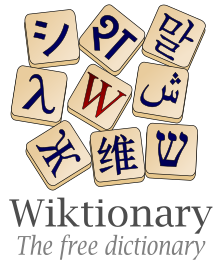 シ श 말
λ W ش
Ж 维 ש
Wiktionary
The free dictionary